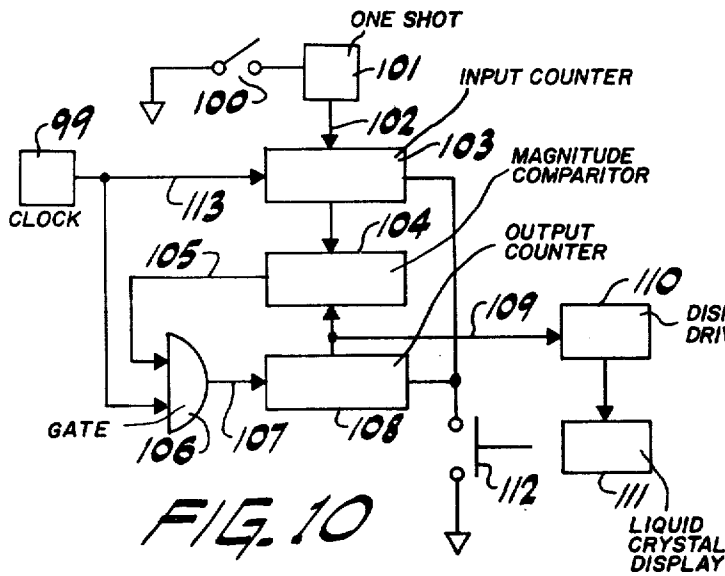 ONE SHOT
101
100
102
INPUT COUNTER
103
99
CLOCK
113
MAGNITUDE
COMPARITOR
104
105
OUTPUT
COUNTER
109
110
GATE
106
107
108
112
111
LIQUID
CRYSTAL
DISPLAY
FIG. 10